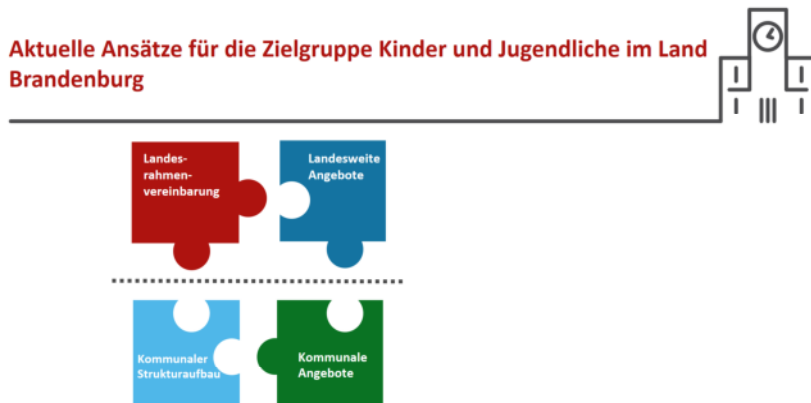 Aktuelle Ansätze für die Zielgruppe Kinder und Jugendliche im Land
Brandenburg
Landes-
rahmen-
vereinbarung
Landesweite
Angebote
Kommunaler
Strukturaufbau
Kommunale
Angebote